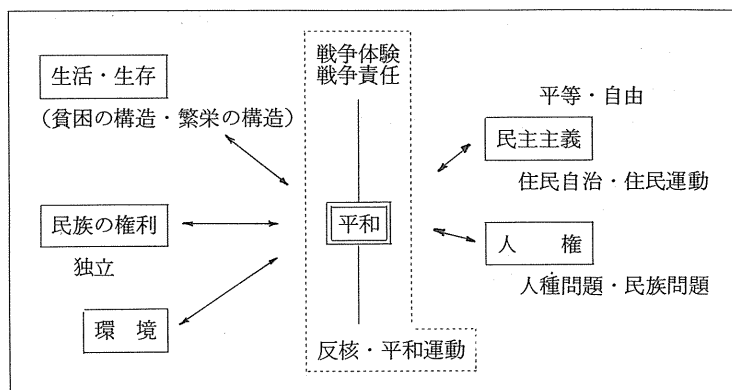 戦争体験
戦争責任
生活・生存
(貧困の構造・繁栄の構造)
平等・自由
民主主義
住民自治・住民運動
民族の権利
独立
平和
人　権
人種問題・民族問題
環　境
反核・平和運動